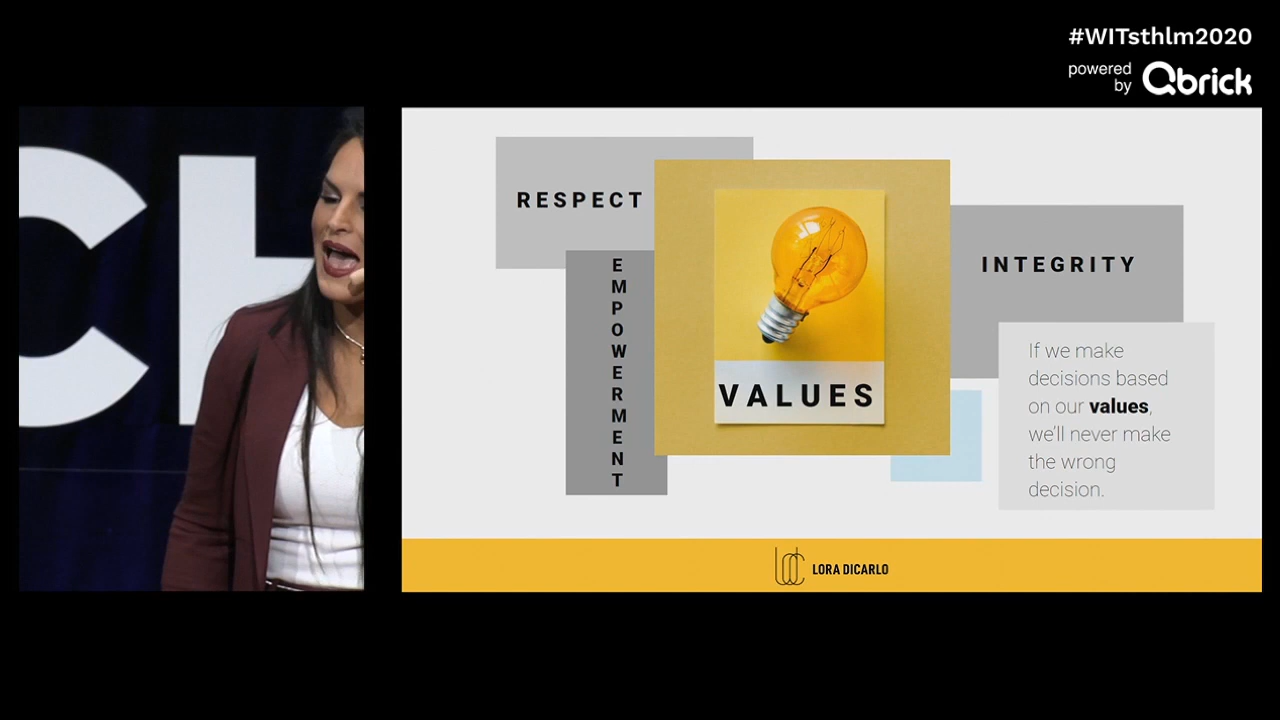 #WITsthlm2020
powered
by
Qbrick
CH
RESPECT
EMPOWERMENT
VALUES
INTEGRITY
If we make
decisions based
on our values,
we'll never make
the wrong
decision.
LORA DICARLO